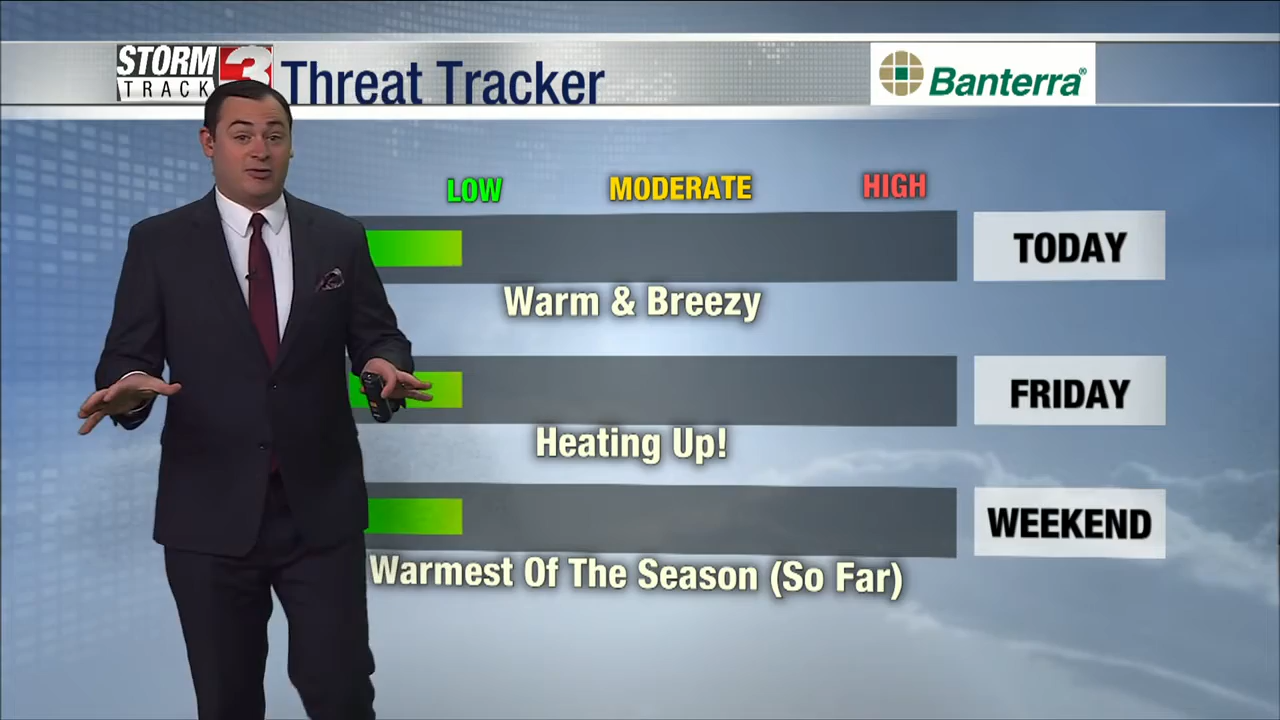 STORM
TRACK 3
Threat Tracker
Banterra®
LOW
MODERATE
HIGH
TODAY
Warm & Breezy
FRIDAY
Heating Up!
WEEKEND
Warmest Of The Season (So Far)